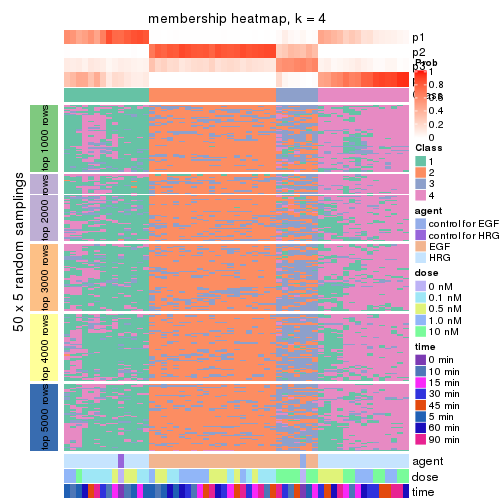 membership heatmap, k = 4
p1
p2
p3
Prob
1
0.8
0.6
0.4
0.2
0
Class
1
2
3
4
agent
control for EGF
control for HRG
EGF
HRG
dose
0 nM
0.1 nM
0.5 nM
1.0 nM
10 nM
time
0 min
10 min
15 min
30 min
45 min
5 min
60 min
90 min
50 x 5 random samplings
top 1000 rows
top 2000 rows
top 3000 rows
top 4000 rows
top 5000 rows
agent
dose
time